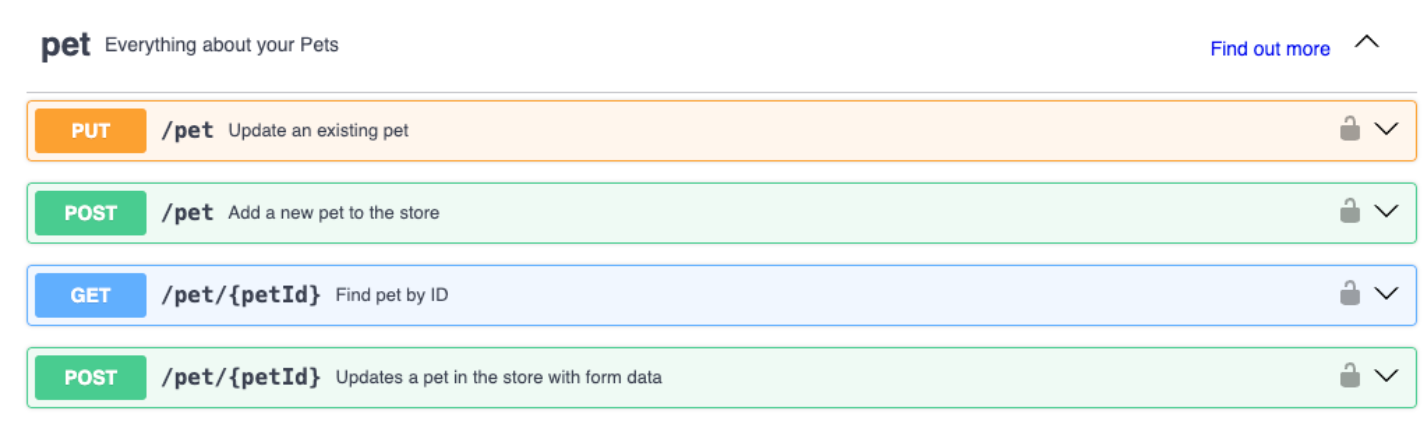 pet Everything about your Pets Find out more
PUT /pet Update an existing pet
POST /pet Add a new pet to the store
GET /pet/{petId} Find pet by ID
POST /pet/{petId} Updates a pet in the store with form data